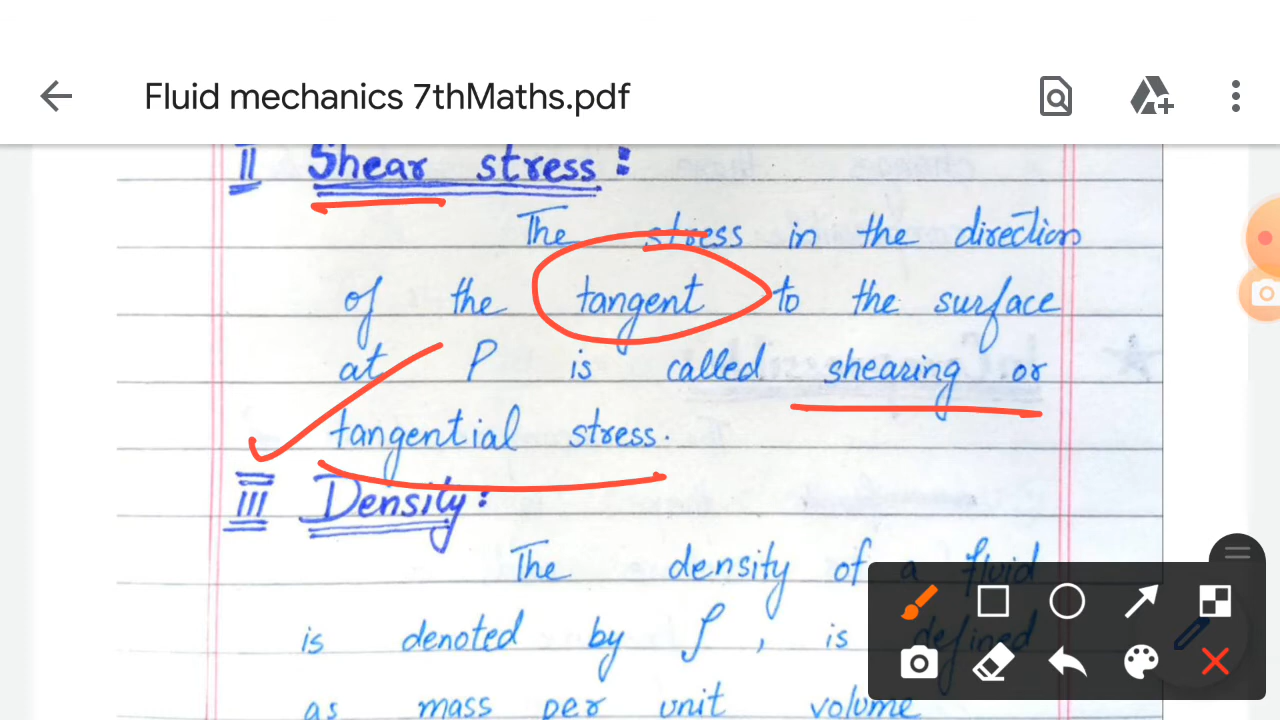 Fluid mechanics 7thMaths.pdf
II Shear stress:
The stress in the direction
of the tangent to the surface
at P is called shearing or
tangential stress.
III Density:
The density of a fluid
is denoted by ρ, is defined
as mass per unit volume